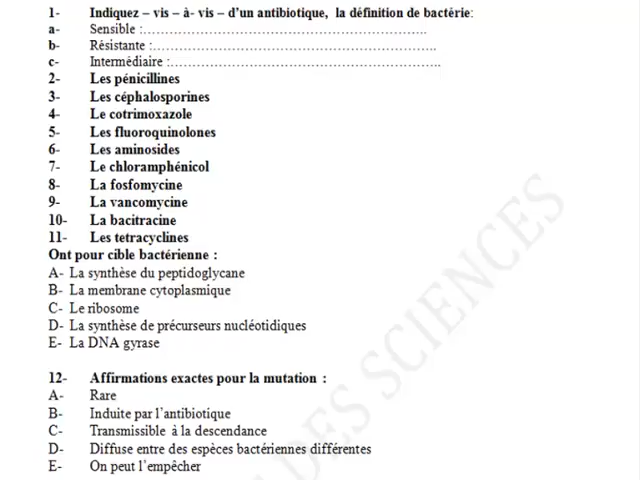 1- Indiquez – vis – à- vis – d’un antibiotique, la définition de bactérie:
a- Sensible :…………………………………………………………..
b- Résistante :……………………………………………………..
c- Intermédiaire :…………………………………………………..
2- Les pénicillines
3- Les céphalosporines
4- Le cotrimoxazole
5- Les fluoroquinolones
6- Les aminosides
7- Le chloramphénicol
8- La fosfomycine
9- La vancomycine
10- La bacitracine
11- Les tetracyclines
Ont pour cible bactérienne :
A- La synthèse du peptidoglycane
B- La membrane cytoplasmique
C- Le ribosome
D- La synthèse de précurseurs nucléotidiques
E- La DNA gyrase
12- Affirmations exactes pour la mutation :
A- Rare
B- Induite par l’antibiotique
C- Transmissible à la descendance
D- Diffuse entre des espèces bactériennes différentes
E- On peut l’empêcher
DES SCIENCES